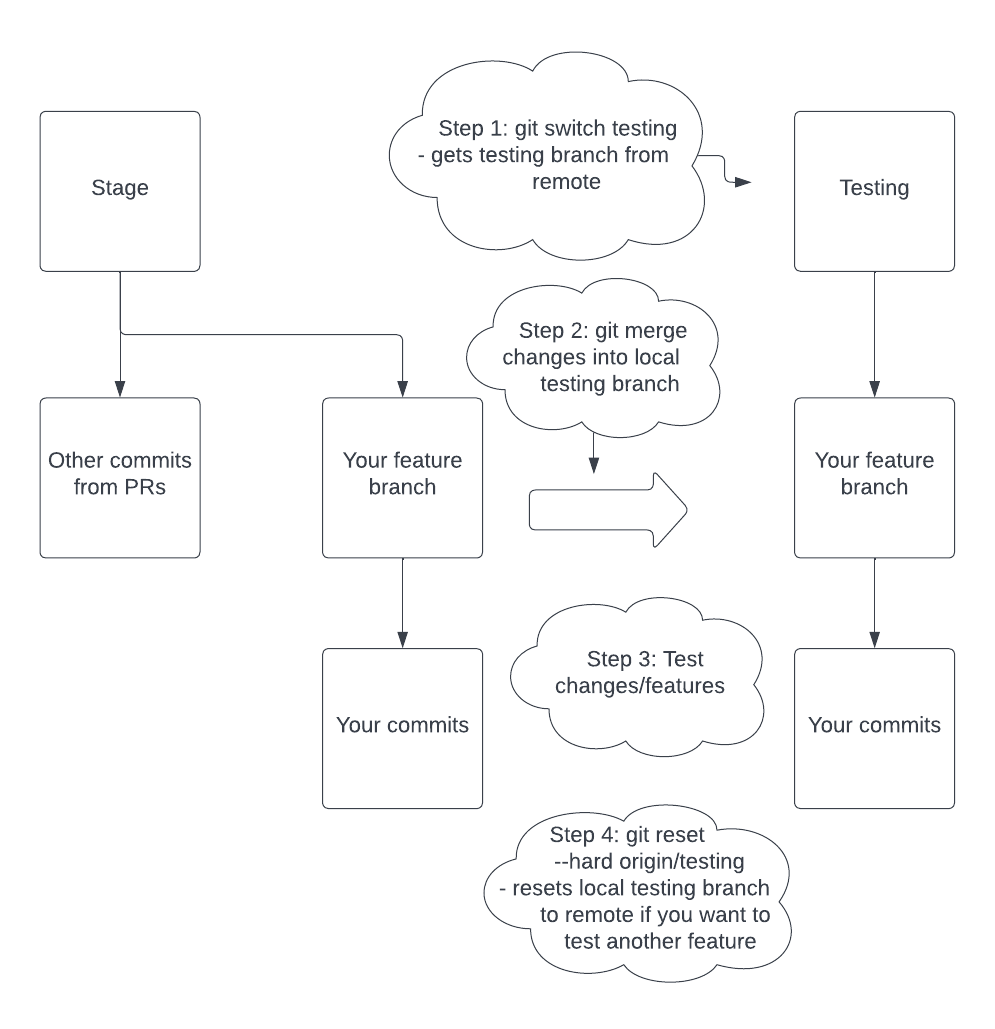 Step 1: git switch testing
- gets testing branch from
remote
Stage
Testing
Step 2: git merge
changes into local
testing branch
Other commits
from PRs
Your feature
branch
Your feature
branch
Step 3: Test
changes/features
Your commits
Your commits
Step 4: git reset
--hard origin/testing
- resets local testing branch
to remote if you want to
test another feature